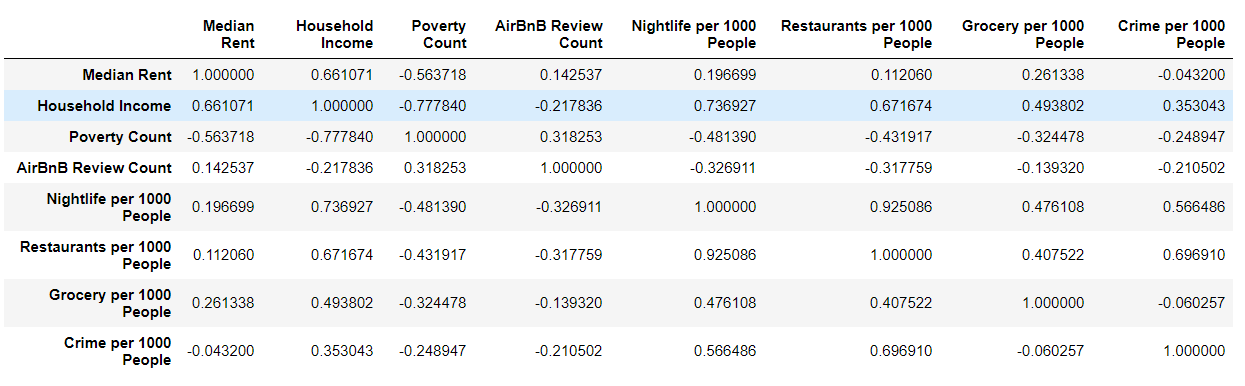 Median Rent Household Income Poverty Count AirBnB Review Count Nightlife per 1000 People Restaurants per 1000 People Grocery per 1000 People Crime per 1000 People
Median Rent 1.000000 0.661071 -0.563718 0.142537 0.196699 0.112060 0.261338 -0.043200
Household Income 0.661071 1.000000 -0.777840 -0.217836 0.736927 0.671674 0.493802 0.353043
Poverty Count -0.563718 -0.777840 1.000000 0.318253 -0.481390 -0.431917 -0.324478 -0.248947
AirBnB Review Count 0.142537 -0.217836 0.318253 1.000000 -0.326911 -0.317759 -0.139320 -0.210502
Nightlife per 1000 People 0.196699 0.736927 -0.481390 -0.326911 1.000000 0.925086 0.476108 0.566486
Restaurants per 1000 People 0.112060 0.671674 -0.431917 -0.317759 0.925086 1.000000 0.407522 0.696910
Grocery per 1000 People 0.261338 0.493802 -0.324478 -0.139320 0.476108 0.407522 1.000000 -0.060257
Crime per 1000 People -0.043200 0.353043 -0.248947 -0.210502 0.566486 0.696910 -0.060257 1.000000